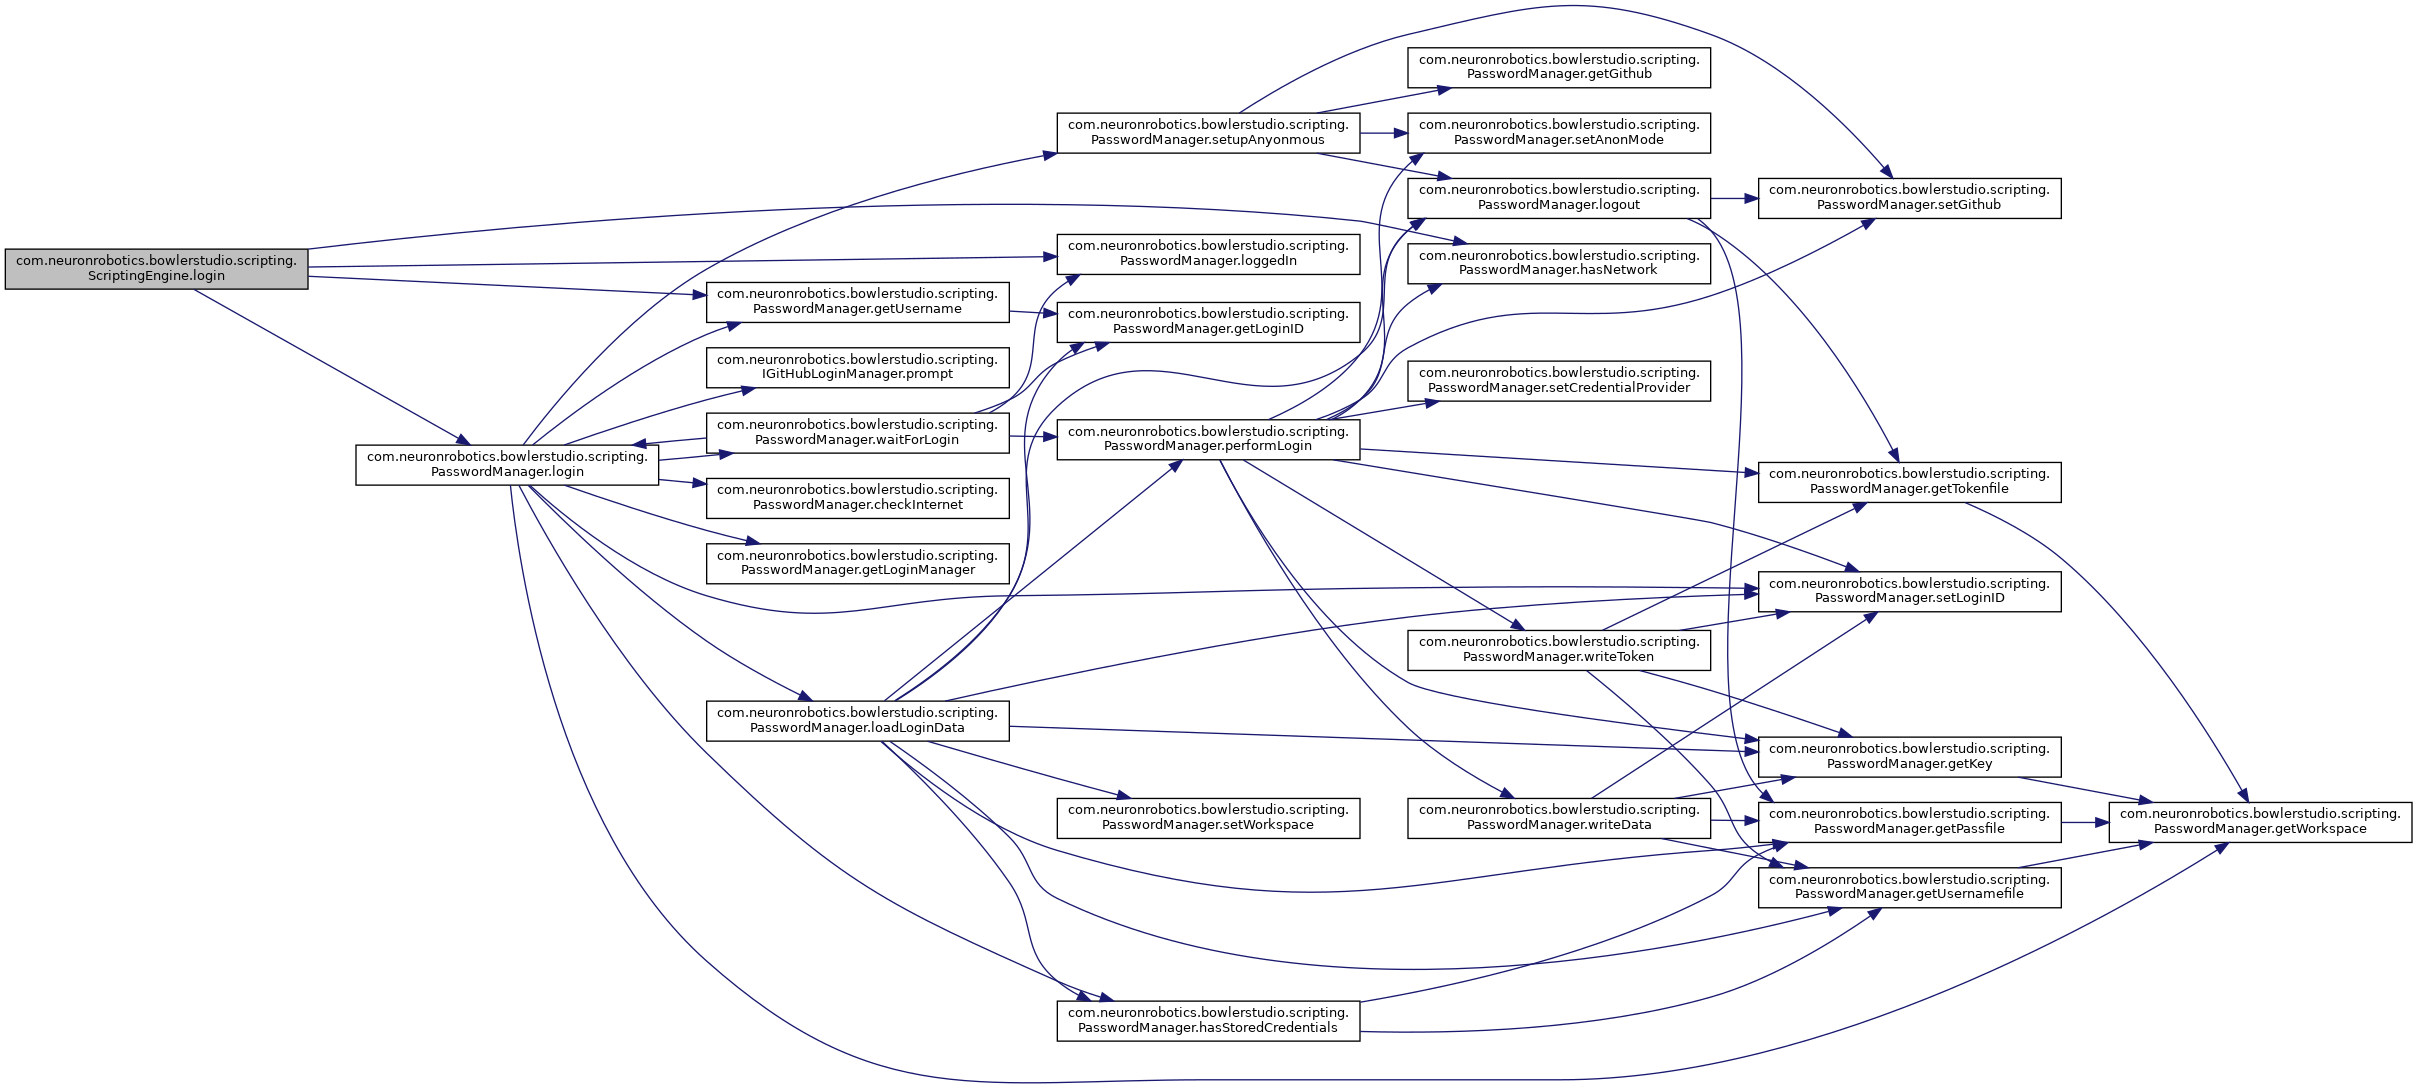 com.neuronrobotics.bowlerstudio.scripting.
ScriptingEngine.login
com.neuronrobotics.bowlerstudio.scripting.
PasswordManager.login
com.neuronrobotics.bowlerstudio.scripting.
PasswordManager.getUsername
com.neuronrobotics.bowlerstudio.scripting.
IGitHubLoginManager.prompt
com.neuronrobotics.bowlerstudio.scripting.
PasswordManager.waitForLogin
com.neuronrobotics.bowlerstudio.scripting.
PasswordManager.checkInternet
com.neuronrobotics.bowlerstudio.scripting.
PasswordManager.getLoginManager
com.neuronrobotics.bowlerstudio.scripting.
PasswordManager.loadLoginData
com.neuronrobotics.bowlerstudio.scripting.
PasswordManager.setupAnyonmous
com.neuronrobotics.bowlerstudio.scripting.
PasswordManager.loggedIn
com.neuronrobotics.bowlerstudio.scripting.
PasswordManager.getLoginID
com.neuronrobotics.bowlerstudio.scripting.
PasswordManager.performLogin
com.neuronrobotics.bowlerstudio.scripting.
PasswordManager.setWorkspace
com.neuronrobotics.bowlerstudio.scripting.
PasswordManager.hasStoredCredentials
com.neuronrobotics.bowlerstudio.scripting.
PasswordManager.getGithub
com.neuronrobotics.bowlerstudio.scripting.
PasswordManager.setAnonMode
com.neuronrobotics.bowlerstudio.scripting.
PasswordManager.logout
com.neuronrobotics.bowlerstudio.scripting.
PasswordManager.hasNetwork
com.neuronrobotics.bowlerstudio.scripting.
PasswordManager.setCredentialProvider
com.neuronrobotics.bowlerstudio.scripting.
PasswordManager.writeToken
com.neuronrobotics.bowlerstudio.scripting.
PasswordManager.writeData
com.neuronrobotics.bowlerstudio.scripting.
PasswordManager.setGithub
com.neuronrobotics.bowlerstudio.scripting.
PasswordManager.getTokenfile
com.neuronrobotics.bowlerstudio.scripting.
PasswordManager.setLoginID
com.neuronrobotics.bowlerstudio.scripting.
PasswordManager.getKey
com.neuronrobotics.bowlerstudio.scripting.
PasswordManager.getPassfile
com.neuronrobotics.bowlerstudio.scripting.
PasswordManager.getUsernamefile
com.neuronrobotics.bowlerstudio.scripting.
PasswordManager.getWorkspace